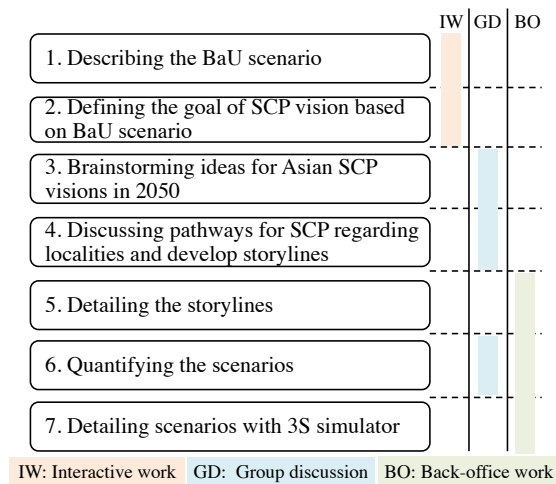 IW GD BO
1. Describing the BaU scenario
2. Defining the goal of SCP vision based
on BaU scenario
3. Brainstorming ideas for Asian SCP
visions in 2050
4. Discussing pathways for SCP regarding
localities and develop storylines
5. Detailing the storylines
6. Quantifying the scenarios
7. Detailing scenarios with 3S simulator
IW: Interactive work GD: Group discussion BO: Back-office work